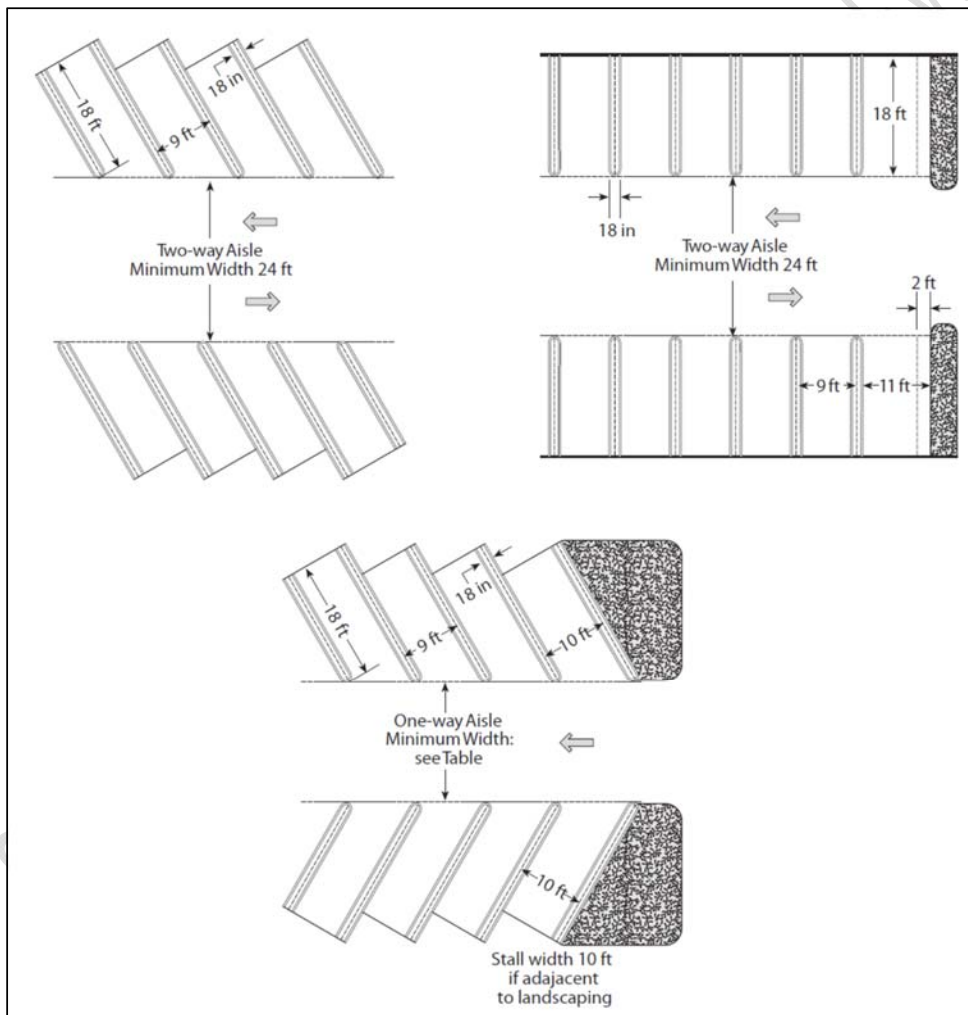 18 in
18 ft
9 ft
Two-way Aisle
Minimum Width 24 ft
18 ft
18 in
Two-way Aisle
Minimum Width 24 ft
2 ft
9 ft
11 ft
18 in
18 ft
9 ft
10 ft
One-way Aisle
Minimum Width:
see Table
10 ft
Stall width 10 ft
if adajacent
to landscaping